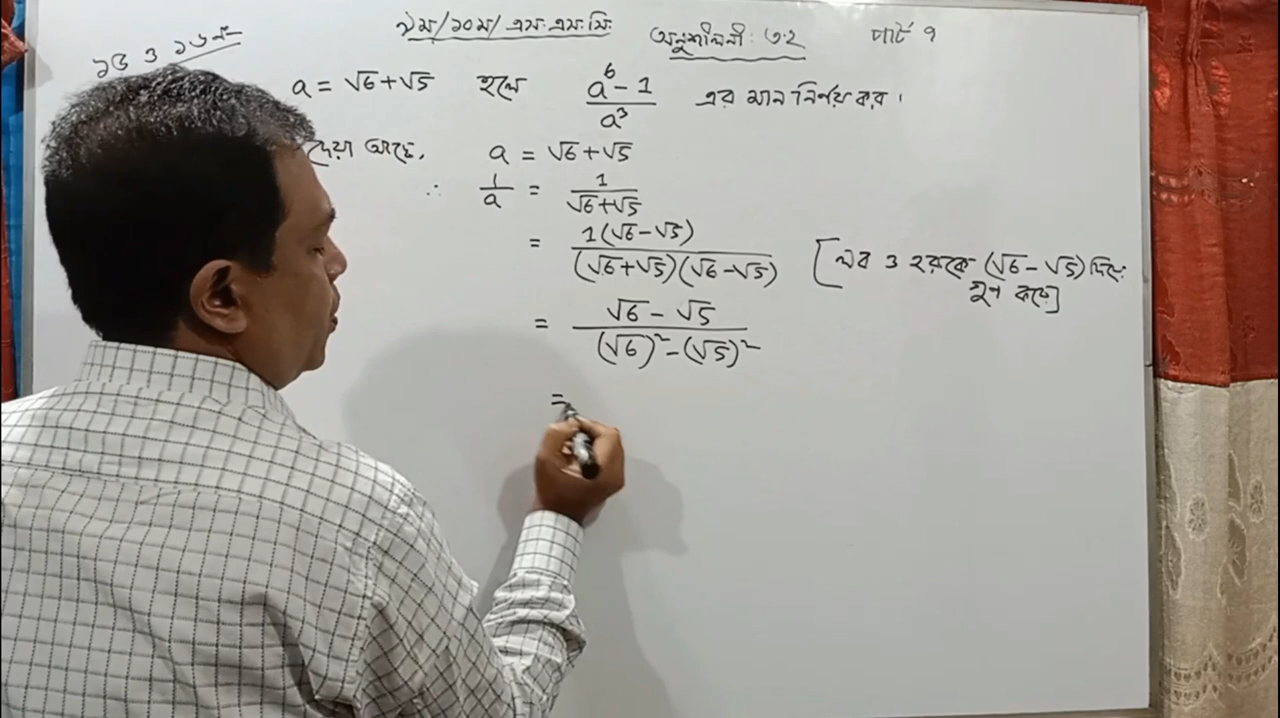 ৯ম/১০ম/এস.এস.সি. অনুশীলনী: ৩.২ পার্ট ৭
১৫ ও ১৬ নং
a = √6+√5 হলে (a⁶ - 1)/a³ এর মান নির্ণয় কর।
দেয়া আছে, a = √6+√5
∴ 1/a = 1/(√6+√5)
= 1(√6-√5)/((√6+√5)(√6-√5)) [লব ও হরকে (√6-√5) দিয়ে
গুণ করে]
= (√6 - √5)/((√6)² - (√5)²)
=